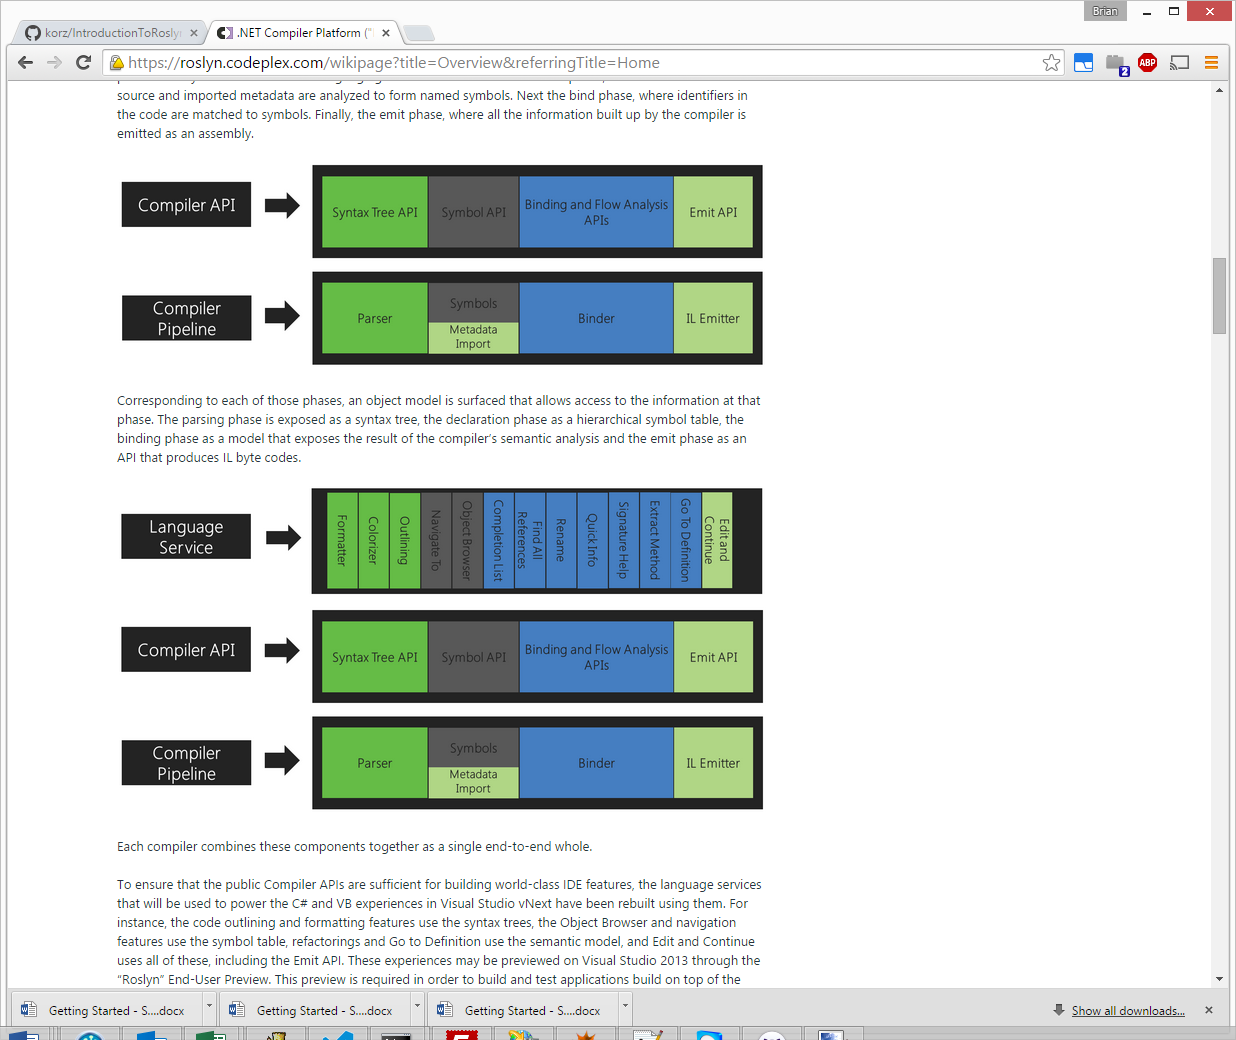 Brian
korz/IntroductionToRoslyn
.NET Compiler Platform ("
https://roslyn.codeplex.com/wikipage?title=Overview&referringTitle=Home
2
ABP
source and imported metadata are analyzed to form named symbols. Next the bind phase, where identifiers in
the code are matched to symbols. Finally, the emit phase, where all the information built up by the compiler is
emitted as an assembly.
Compiler API
Syntax Tree API
Symbol API
Binding and Flow Analysis
APIs
Emit API
Compiler
Pipeline
Parser
Symbols
Metadata
Import
Binder
IL Emitter
Corresponding to each of those phases, an object model is surfaced that allows access to the information at that
phase. The parsing phase is exposed as a syntax tree, the declaration phase as a hierarchical symbol table, the
binding phase as a model that exposes the result of the compiler's semantic analysis and the emit phase as an
API that produces IL byte codes.
Language
Service
Formatter
Colorizer
Outlining
Navigate To
Object Browser
Completion List
Find All
References
Rename
Quick Info
Signature Help
Extract Method
Go To Definition
Edit and
Continue
Compiler API
Syntax Tree API
Symbol API
Binding and Flow Analysis
APIs
Emit API
Compiler
Pipeline
Parser
Symbols
Metadata
Import
Binder
IL Emitter
Each compiler combines these components together as a single end-to-end whole.
To ensure that the public Compiler APIs are sufficient for building world-class IDE features, the language services
that will be used to power the C# and VB experiences in Visual Studio vNext have been rebuilt using them. For
instance, the code outlining and formatting features use the syntax trees, the Object Browser and navigation
features use the symbol table, refactorings and Go to Definition use the semantic model, and Edit and Continue
uses all of these, including the Emit API. These experiences may be previewed on Visual Studio 2013 through the
“Roslyn” End-User Preview. This preview is required in order to build and test applications build on top of the
Getting Started - S....docx
Getting Started - S....docx
Getting Started - S....docx
Show all downloads...